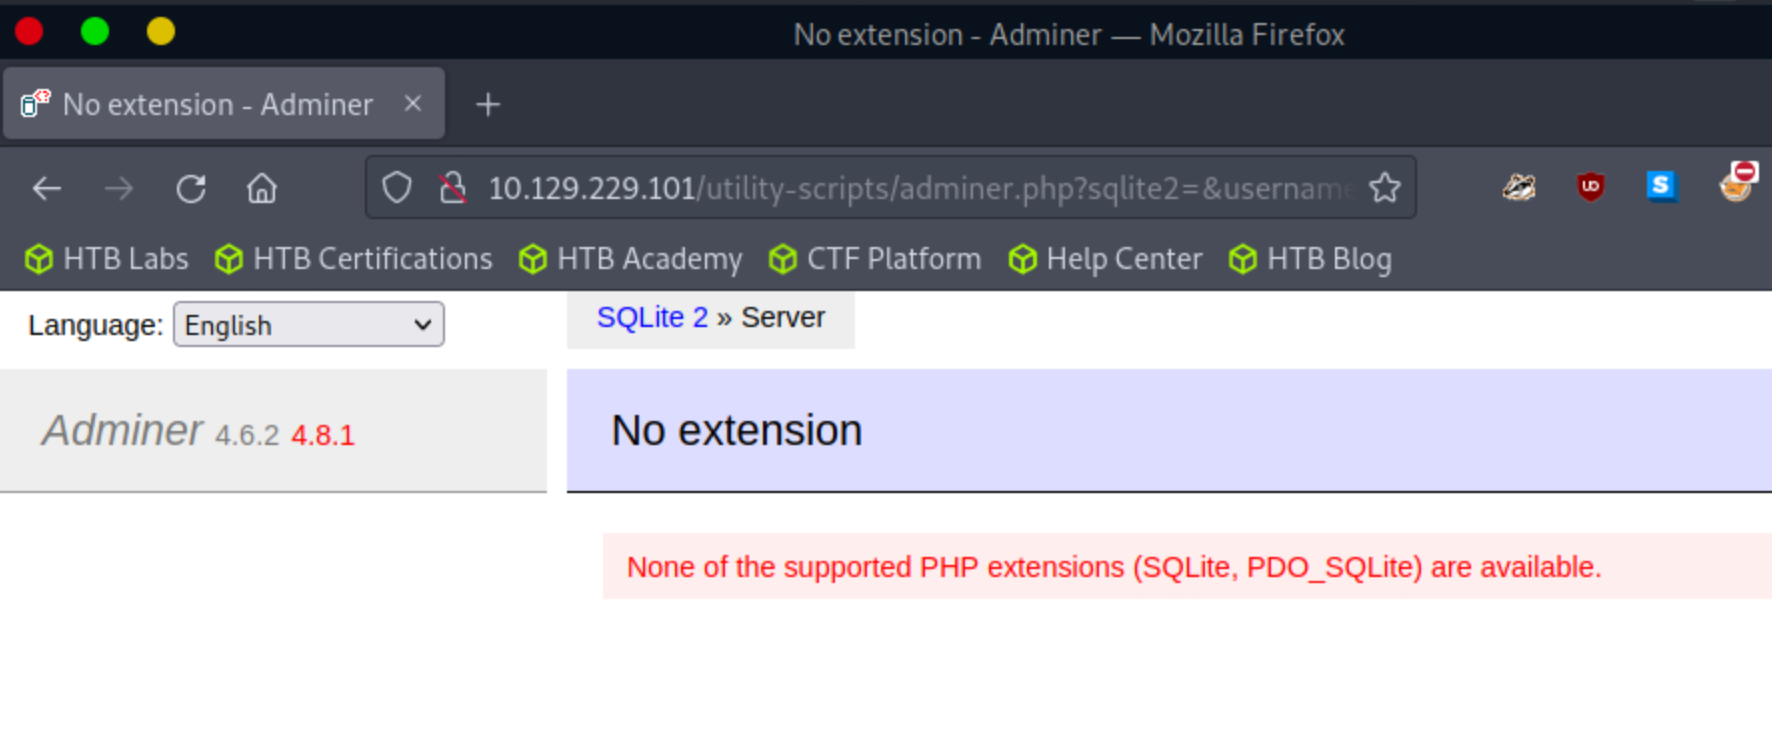 No extension - Adminer — Mozilla Firefox
No extension - Adminer
10.129.229.101/utility-scripts/adminer.php?sqlite2=&username
HTB Labs HTB Certifications HTB Academy CTF Platform Help Center HTB Blog
Language: English
SQLite 2 » Server
Adminer 4.6.2 4.8.1
No extension
None of the supported PHP extensions (SQLite, PDO_SQLite) are available.